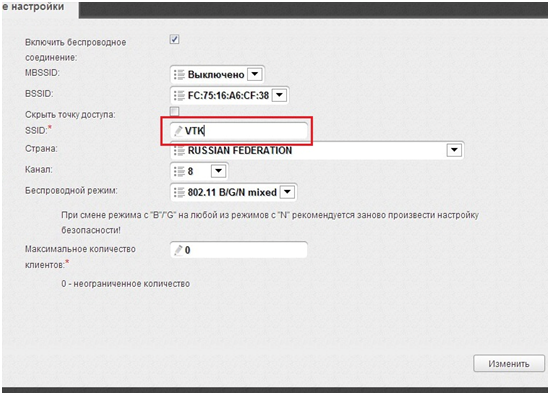 е настройки
Включить беспроводное
соединение:
MBSSID: Выключено
BSSID: FC:75:16:A6:CF:38
Скрыть точку доступа:
SSID:* VTK
Страна: RUSSIAN FEDERATION
Канал: 8
Беспроводной режим: 802.11 B/G/N mixed
При смене режима с "B"/"G" на любой из режимов с "N" рекомендуется заново произвести настройку
безопасности!
Максимальное количество
клиентов:* 0
0 - неограниченное количество
Изменить